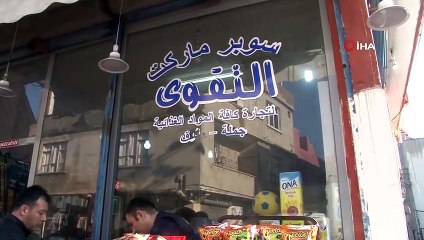 سوبر ماركت
التقوى
لتجارة كافة المواد الغذائية
جملة – مفرق
İHA
ONA